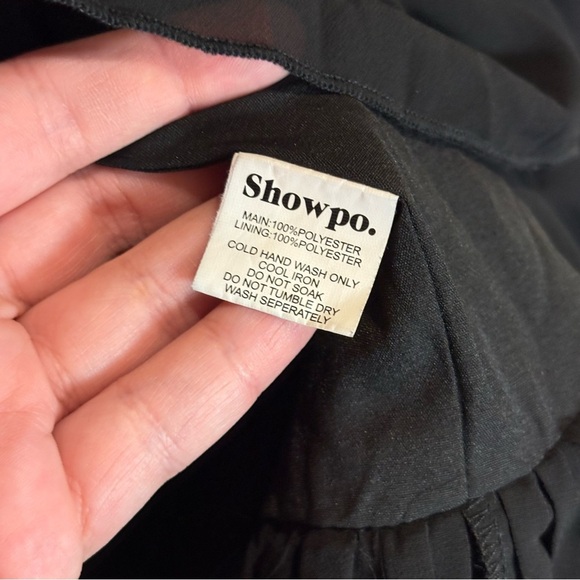 Showpo.
MAIN:100%POLYESTER
LINING:100%POLYESTER
COLD HAND WASH ONLY
COOL IRON
DO NOT SOAK
DO NOT TUMBLE DRY
WASH SEPERATELY